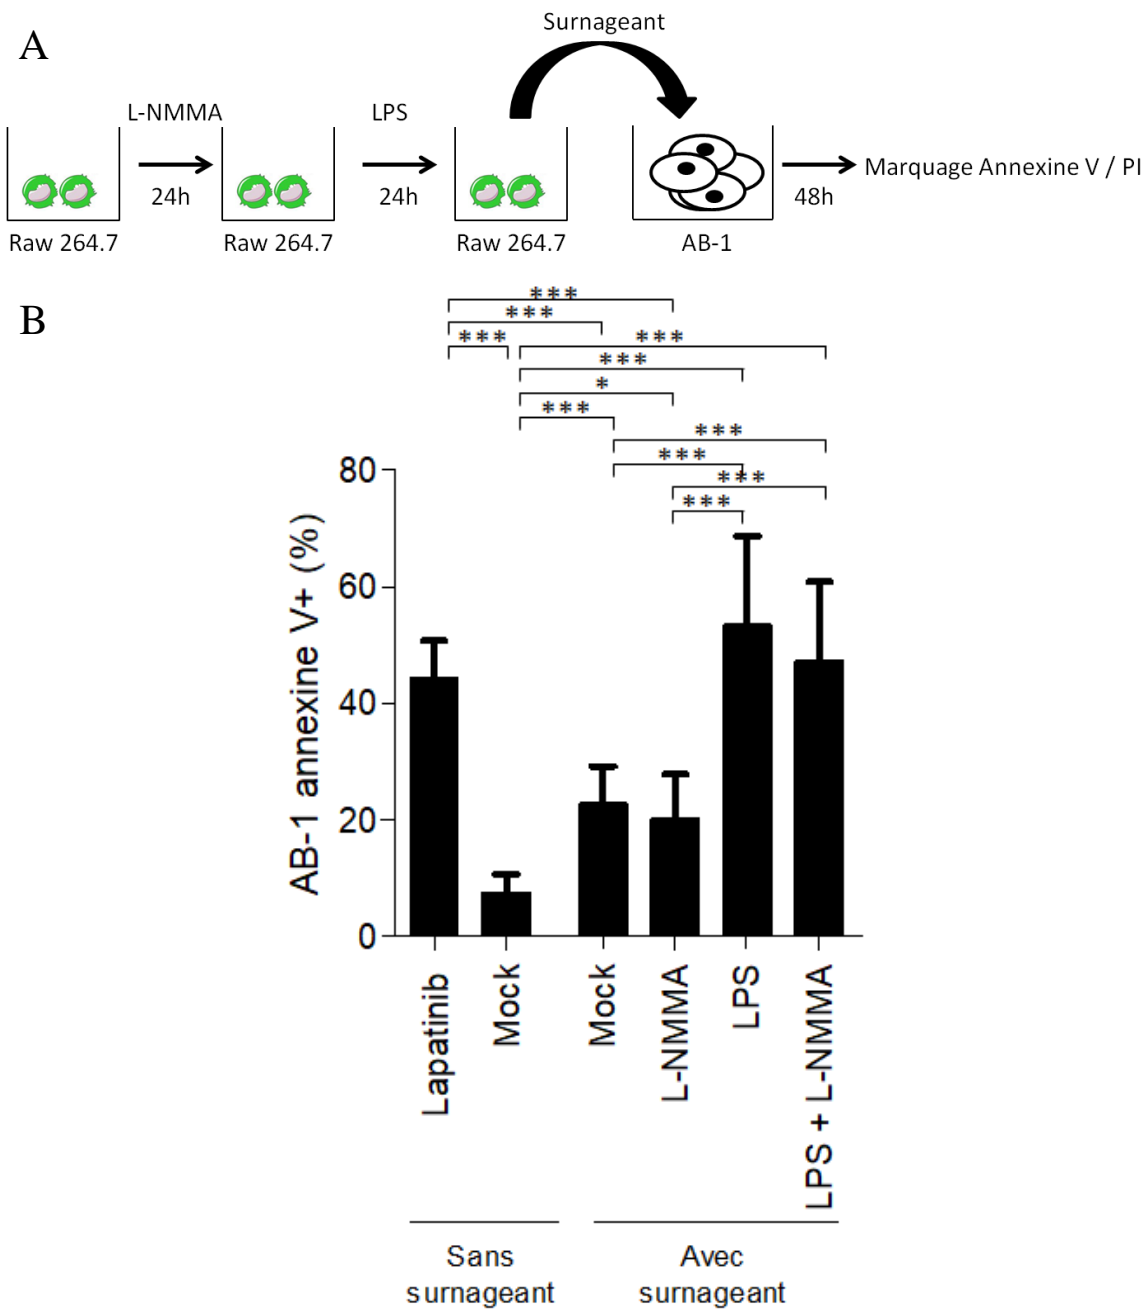 A
Surnageant
L-NMMA
LPS
24h
24h
48h
Marquage Annexine V / PI
Raw 264.7
Raw 264.7
Raw 264.7
AB-1
B
***
***
***
***
***
*
***
***
***
***
***
AB-1 annexine V+ (%)
80
60
40
20
0
Lapatinib
Mock
Mock
L-NMMA
LPS
LPS + L-NMMA
Sans
surnageant
Avec
surnageant